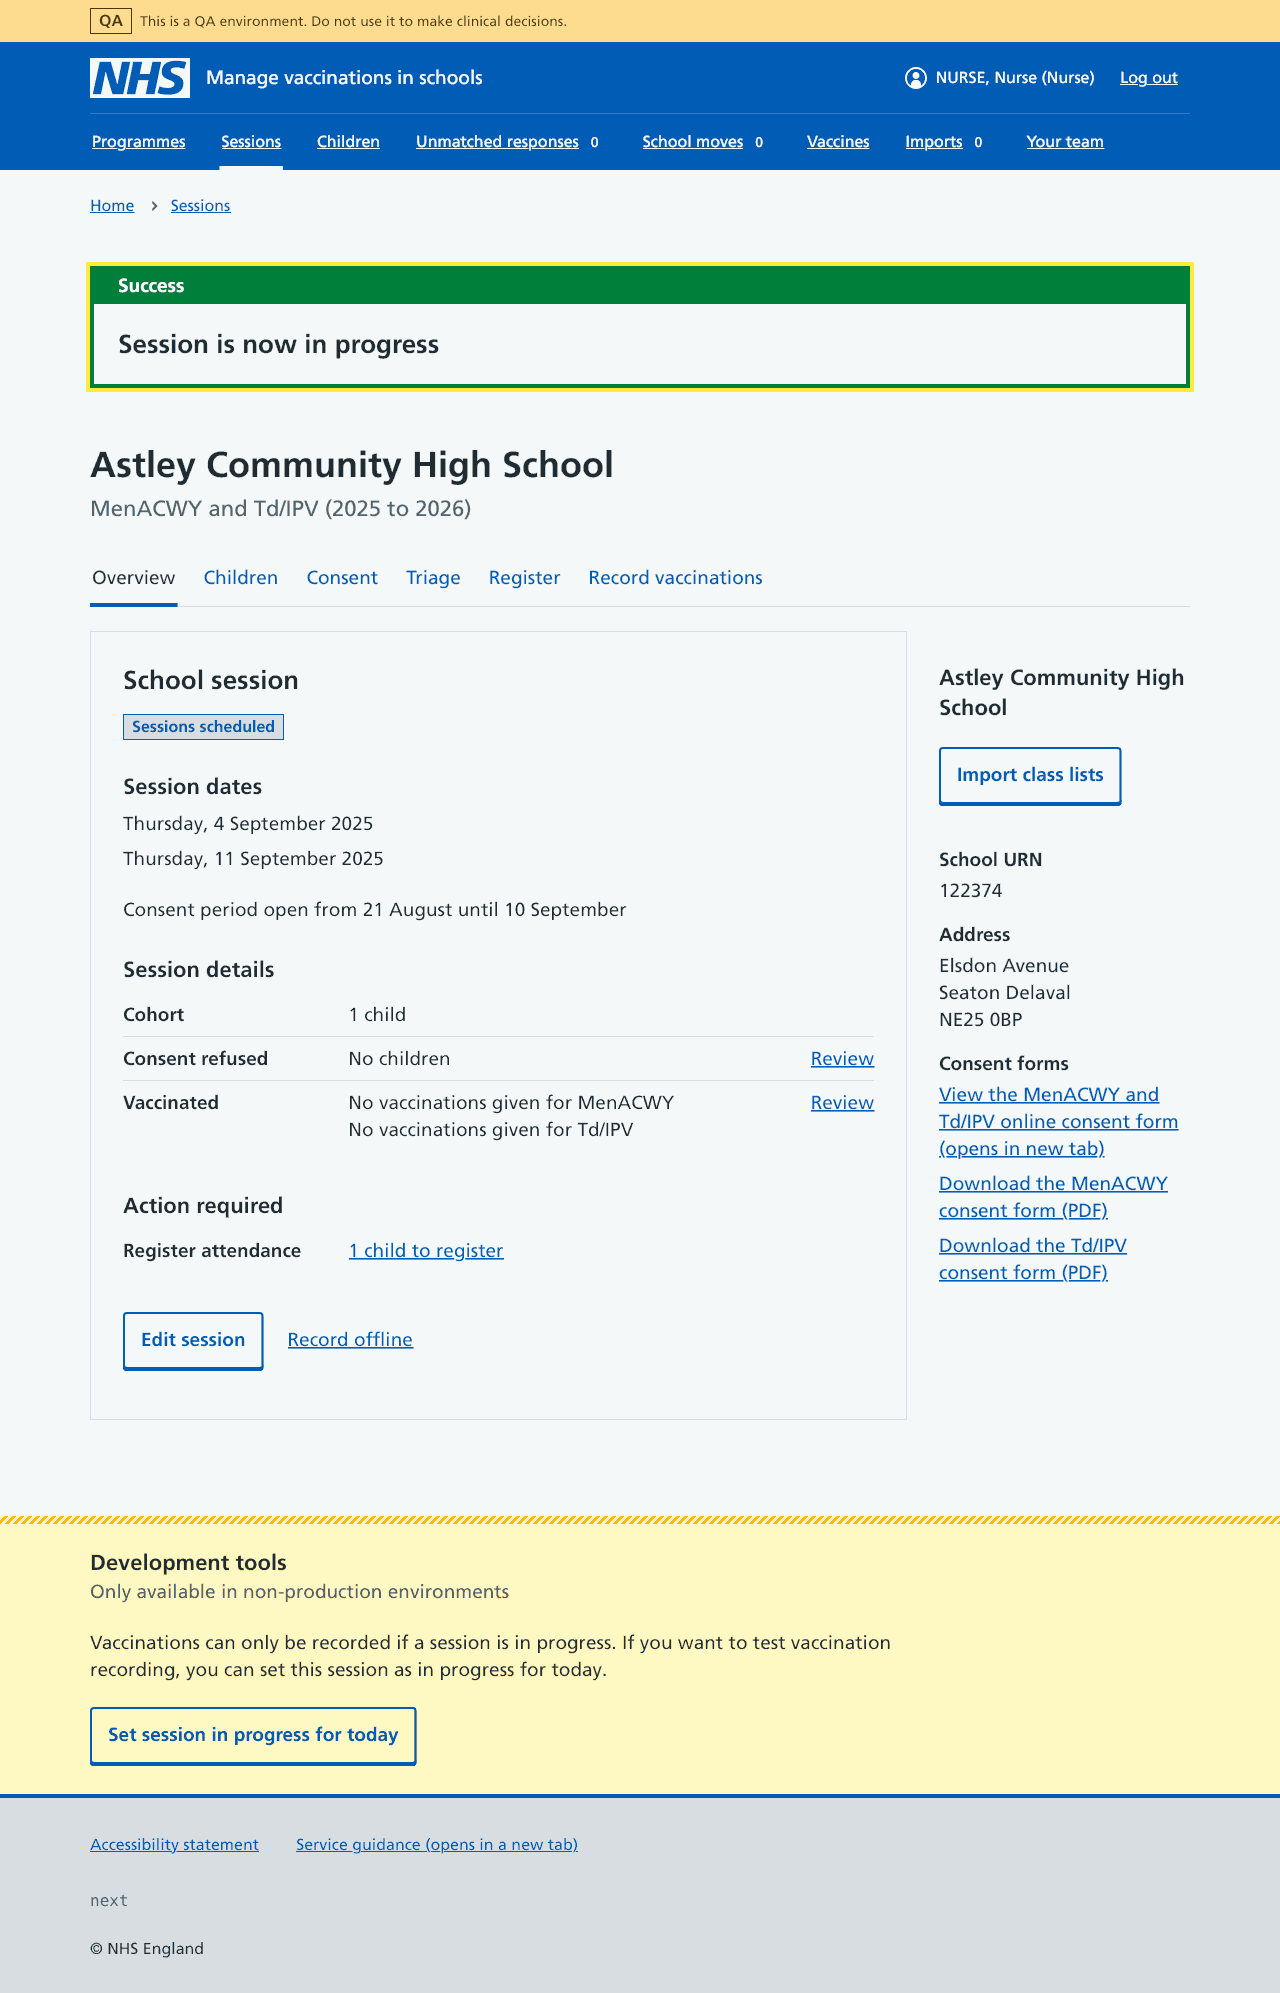 QA This is a QA environment. Do not use it to make clinical decisions.
NHS Manage vaccinations in schools NURSE, Nurse (Nurse) Log out
Programmes Sessions Children Unmatched responses 0 School moves 0 Vaccines Imports 0 Your team
Home Sessions
Success
Session is now in progress
Astley Community High School
MenACWY and Td/IPV (2025 to 2026)
Overview Children Consent Triage Register Record vaccinations
School session
Sessions scheduled
Session dates
Thursday, 4 September 2025
Thursday, 11 September 2025
Consent period open from 21 August until 10 September
Session details
Cohort 1 child
Consent refused No children Review
Vaccinated No vaccinations given for MenACWY Review
No vaccinations given for Td/IPV
Action required
Register attendance 1 child to register
Edit session Record offline
Astley Community High
School
Import class lists
School URN
122374
Address
Elsdon Avenue
Seaton Delaval
NE25 0BP
Consent forms
View the MenACWY and
Td/IPV online consent form
(opens in new tab)
Download the MenACWY
consent form (PDF)
Download the Td/IPV
consent form (PDF)
Development tools
Only available in non-production environments
Vaccinations can only be recorded if a session is in progress. If you want to test vaccination
recording, you can set this session as in progress for today.
Set session in progress for today
Accessibility statement Service guidance (opens in a new tab)
next
© NHS England